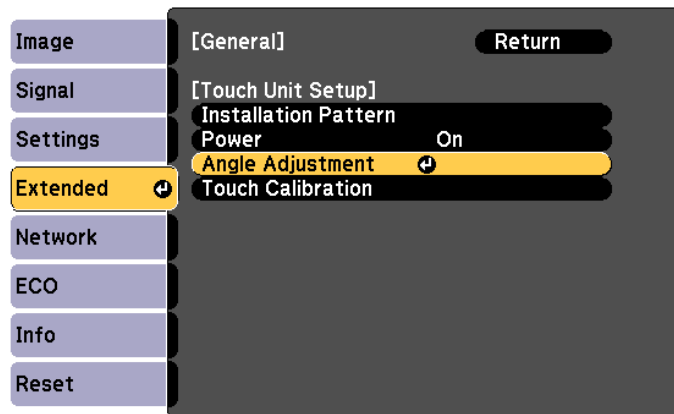 Image
Signal
Settings
Extended
Network
ECO
Info
Reset
[General] Return
[Touch Unit Setup]
Installation Pattern
Power On
Angle Adjustment
Touch Calibration